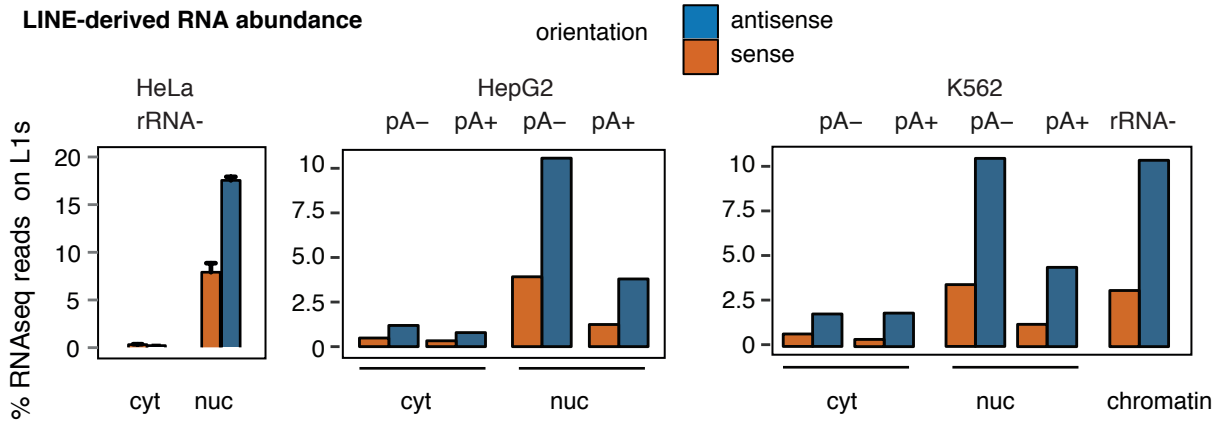 LINE-derived RNA abundance
orientation
antisense
sense
HeLa
rRNA-
HepG2
pA– pA+ pA– pA+
K562
pA– pA+ pA– pA+ rRNA-
% RNAseq reads on L1s
20
15
10
5
0
cyt nuc
10
7.5
5.0
2.5
0
cyt nuc
10
7.5
5.0
2.5
0
cyt nuc chromatin